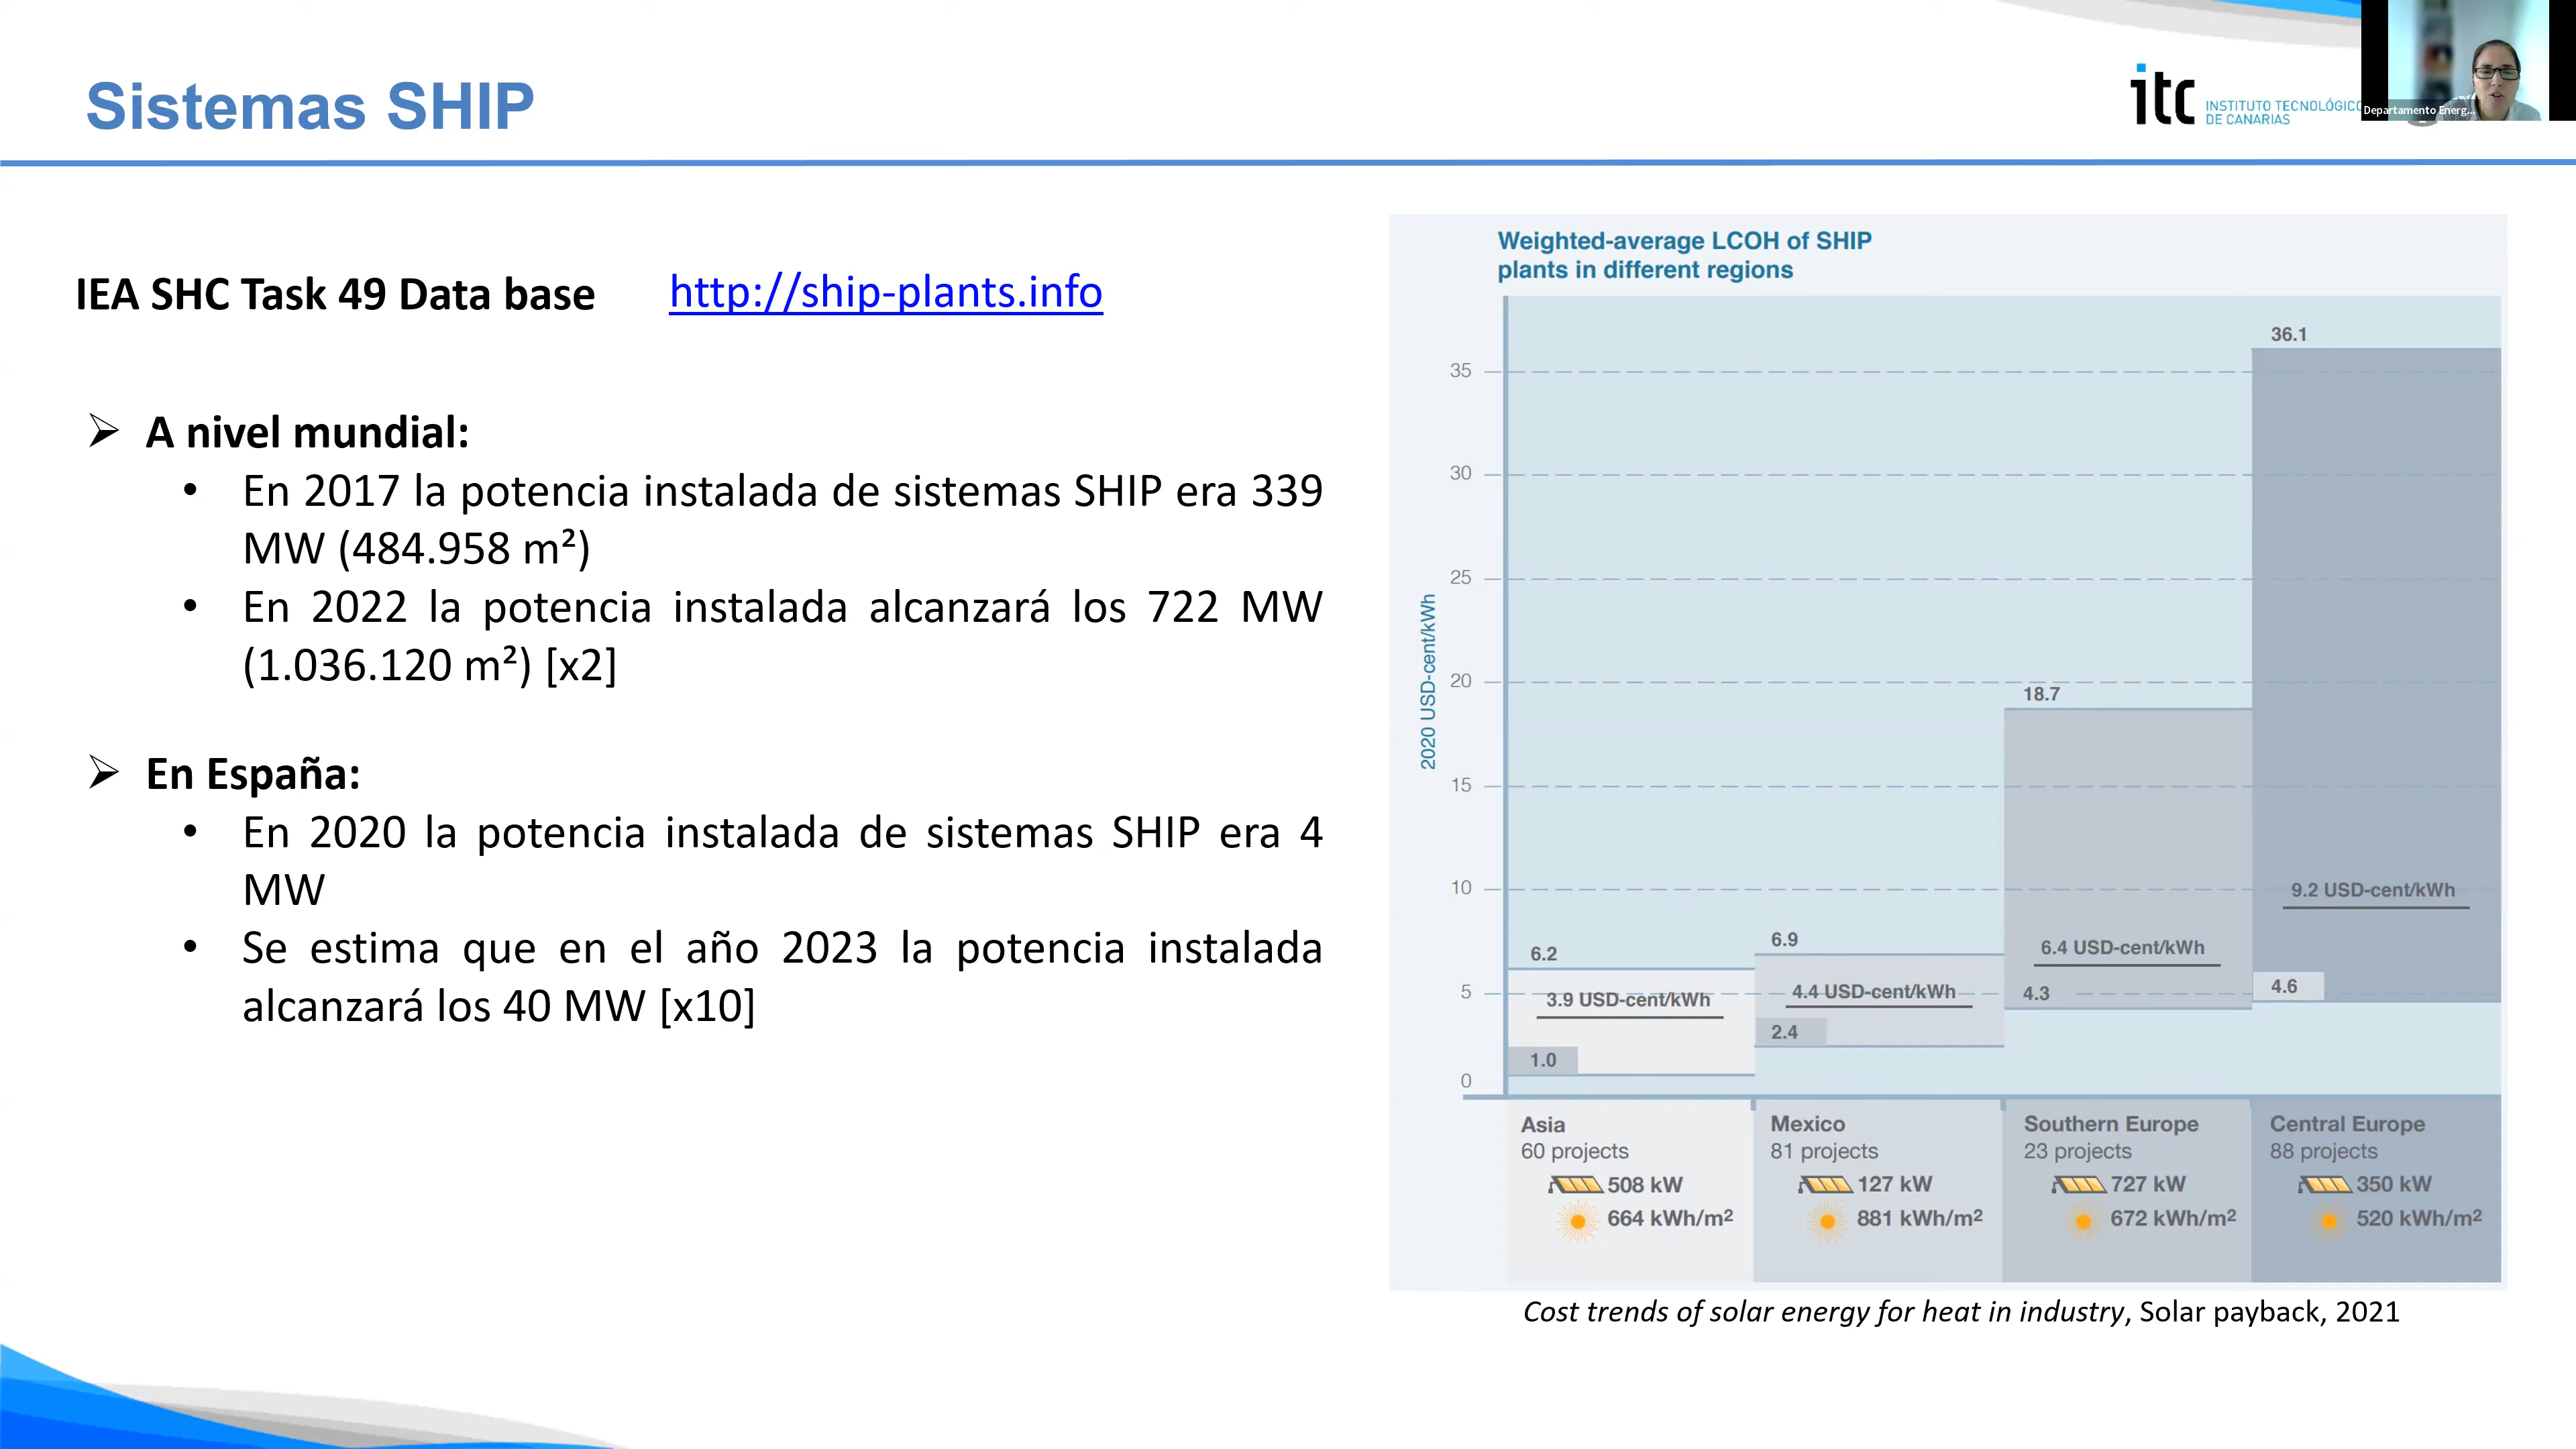 Sistemas SHIP
itc INSTITUTO TECNOLÓGICO
DE CANARIAS
Departamento Energ...
IEA SHC Task 49 Data base http://ship-plants.info
➢ A nivel mundial:
• En 2017 la potencia instalada de sistemas SHIP era 339
MW (484.958 m²)
• En 2022 la potencia instalada alcanzará los 722 MW
(1.036.120 m²) [x2]
➢ En España:
• En 2020 la potencia instalada de sistemas SHIP era 4
MW
• Se estima que en el año 2023 la potencia instalada
alcanzará los 40 MW [x10]
Weighted-average LCOH of SHIP
plants in different regions
2020 USD-cent/kWh
35
30
25
20
15
10
5
0
6.2
3.9 USD-cent/kWh
1.0
6.9
4.4 USD-cent/kWh
2.4
18.7
6.4 USD-cent/kWh
4.3
36.1
9.2 USD-cent/kWh
4.6
Asia
60 projects
508 kW
664 kWh/m2
Mexico
81 projects
127 kW
881 kWh/m2
Southern Europe
23 projects
727 kW
672 kWh/m2
Central Europe
88 projects
350 kW
520 kWh/m2
Cost trends of solar energy for heat in industry, Solar payback, 2021